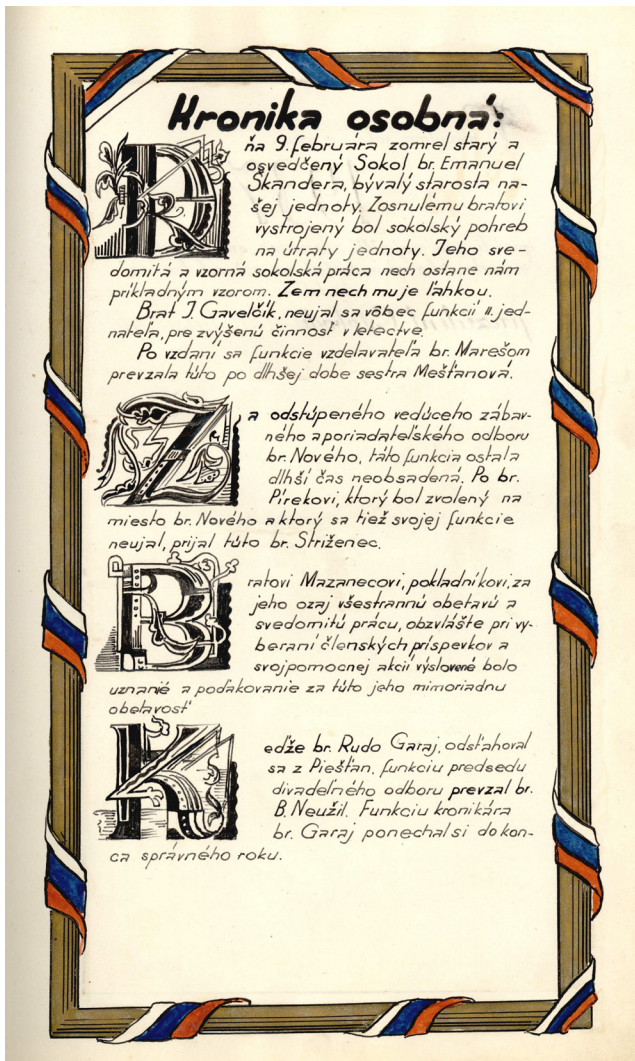 Kronika osobná:
Dňa 9. februára zomrel starý a
osvedčený Sokol br. Emanuel
Škandera, bývalý starosta na-
šej jednoty. Zosnulému bratovi
vystrojený bol sokolský pohreb
na útraty jednoty. Jeho sve-
domitá a vzorná sokolská práca nech ostane nám
príkladným vzorom. Zem nech mu je ľahkou.
Brat J. Gavelčík, neujal sa vôbec funkcií II. jed-
nateľa, pre zvýšenú činnosť v letectve.
Po vzdaní sa funkcie vzdelavateľa br. Marešom
prevzala túto po dlhšej dobe sestra Mešťanová.
Za odstúpeného vedúceho zábav-
ného a poriadateľského odboru
br. Nového, táto funkcia ostala
dlhší čas neobsadená. Po br.
Pírekovi, ktorý bol zvolený na
miesto br. Nového a ktorý sa tiež svojej funkcie
neujal, prijal túto br. Striženec.
Bratovi Mazanecovi, pokladníkovi, za
jeho ozaj všestrannú obetavú a
svedomitú prácu, obzvlášte pri vy-
beraní členských príspevkov a
svojpomocnej akcií výslovené bolo
uznanié a poďakovanie za túto jeho mimoriadnu
obetavosť
Keďže br. Rudo Garaj, odsťahoval
sa z Piešťan, funkciu predsedu
divadelného odboru prevzal br.
B. Neužil. Funkciu kronikára
br. Garaj ponechal si do kon-
ca správného roku.